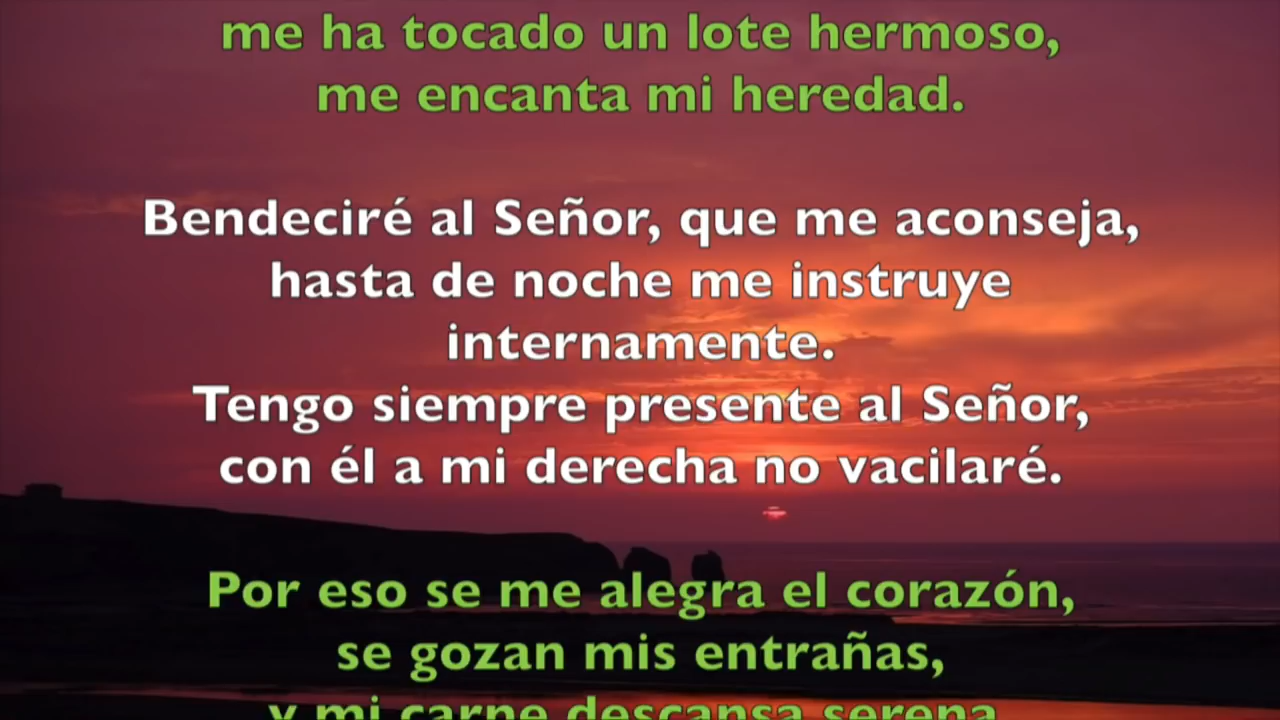 me ha tocado un lote hermoso,
me encanta mi heredad.
Bendeciré al Señor, que me aconseja,
hasta de noche me instruye
internamente.
Tengo siempre presente al Señor,
con él a mi derecha no vacilaré.
Por eso se me alegra el corazón,
se gozan mis entrañas,
y mi carne descansa serena